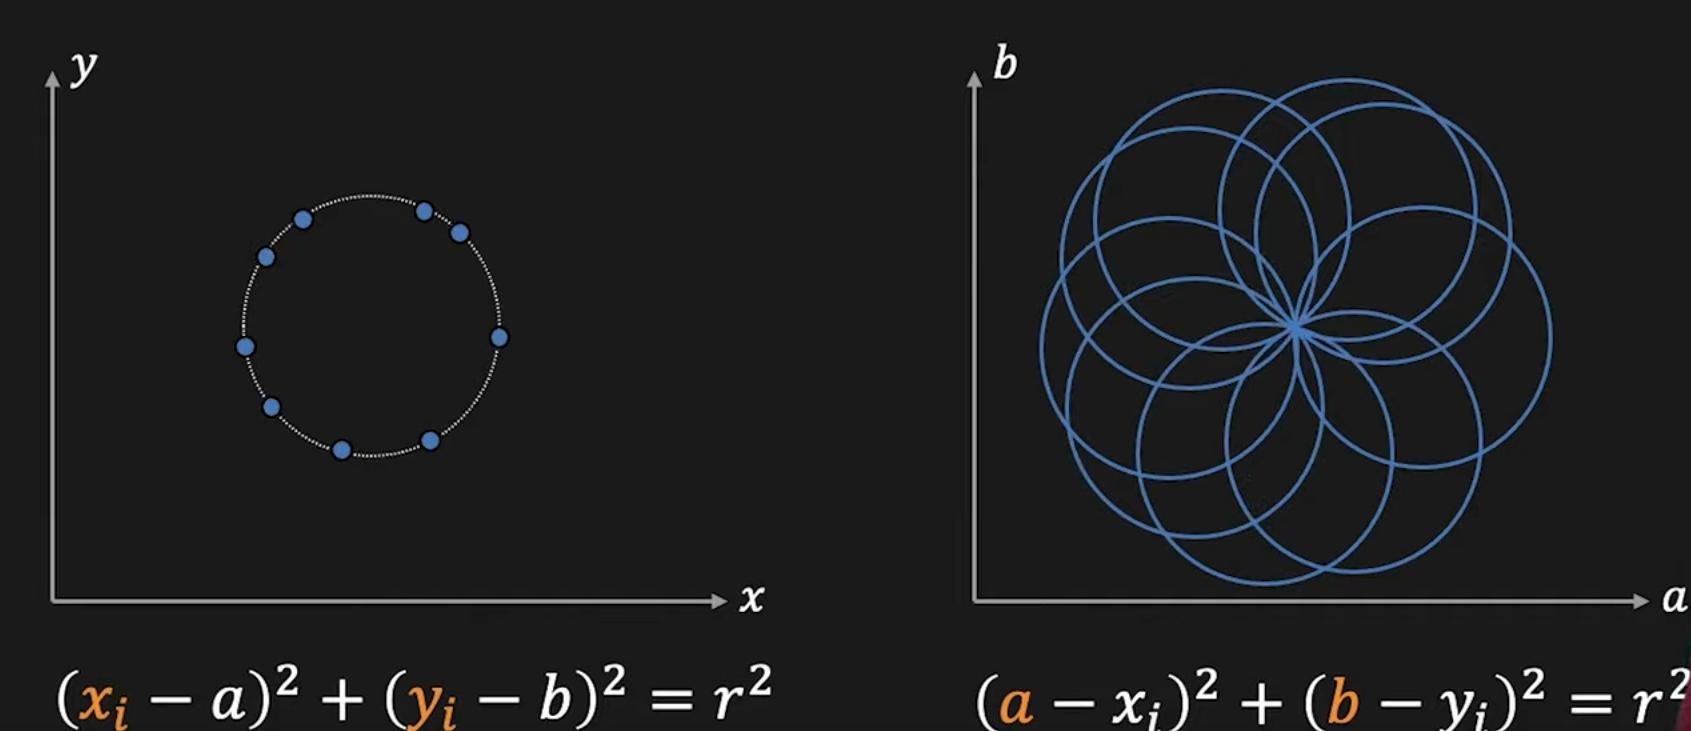 y
b
x
a
(xᵢ − a)² + (yᵢ − b)² = r²
(a − xᵢ)² + (b − yᵢ)² = r²